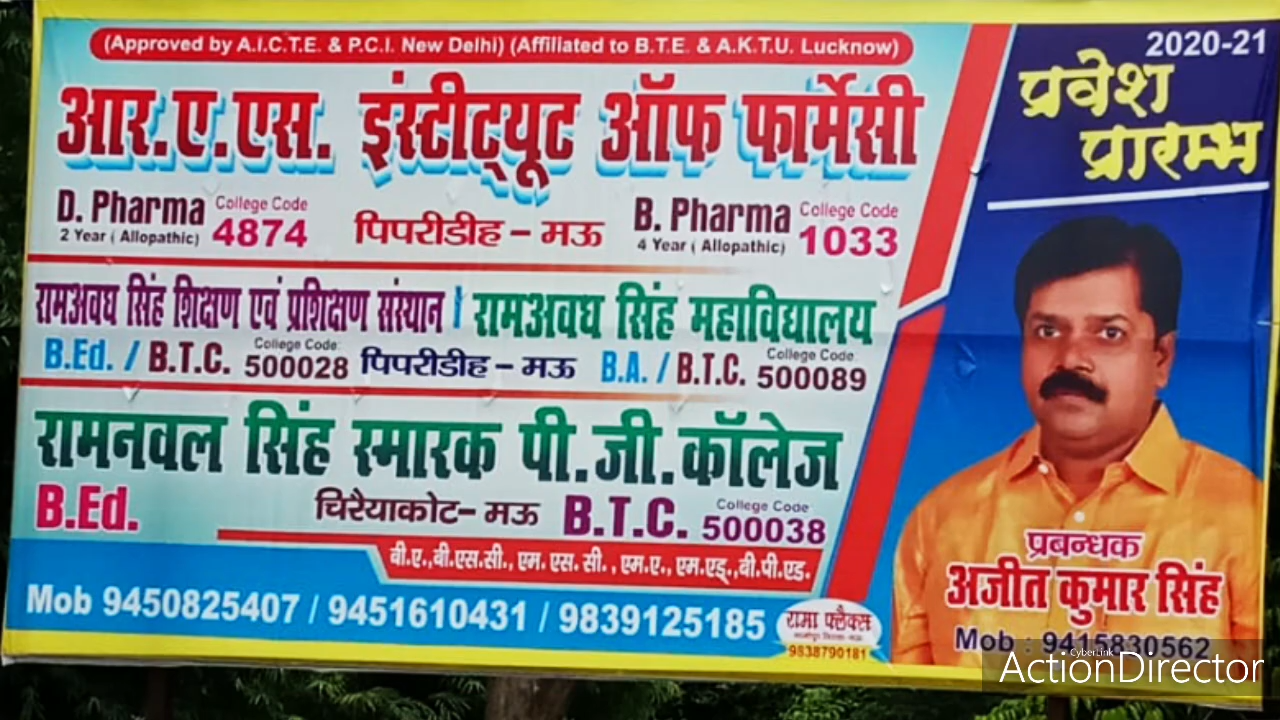 (Approved by A.I.C.T.E. & P.C.I. New Delhi) (Affiliated to B.T.E. & A.K.T.U. Lucknow)
आर.ए.एस. इंस्टीट्यूट ऑफ फार्मेसी
D. Pharma College Code 4874
2 Year ( Allopathic)
पिपरीडीह – मऊ
B. Pharma College Code 1033
4 Year ( Allopathic)
रामअवध सिंह शिक्षण एवं प्रशिक्षण संस्थान । रामअवध सिंह महाविद्यालय
B.Ed. / B.T.C. College Code: 500028 पिपरीडीह – मऊ B.A. / B.T.C. College Code: 500089
रामनवल सिंह स्मारक पी.जी.कॉलेज
B.Ed. चिरैयाकोट– मऊ B.T.C. College Code: 500038
बी.ए.,बी.एस.सी., एम. एस. सी. , एम.ए., एम.एड्.,बी.पी.एड.
Mob 9450825407 / 9451610431 / 9839125185
रामा फ्लैक्स
9838790181
2020-21
प्रवेश
प्रारम्भ
प्रबन्धक
अजीत कुमार सिंह
Mob : 9415830562
CyberLink
ActionDirector